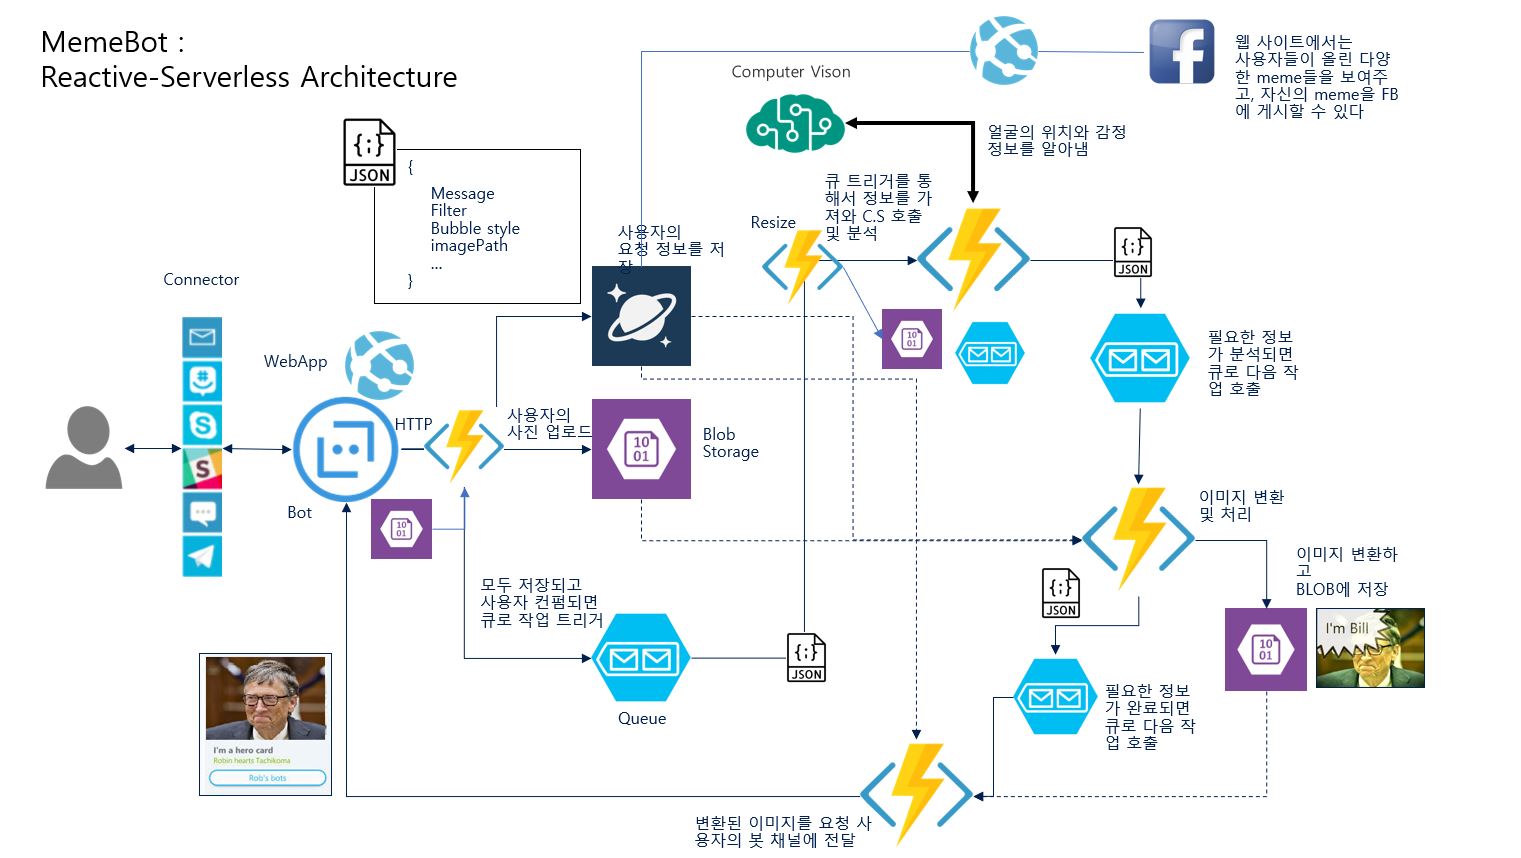 MemeBot :
Reactive-Serverless Architecture
웹 사이트에서는
사용자들이 올린 다양
한 meme들을 보여주
고, 자신의 meme을 FB
에 게시할 수 있다
Computer Vison
얼굴의 위치와 감정
정보를 알아냄
{;}
JSON
{
Message
Filter
Bubble style
imagePath
...
}
큐 트리거를 통
해서 정보를 가
져와 C.S 호출
및 분석
Resize
사용자의
요청 정보를 저
장
{;}
JSON
Connector
10
01
필요한 정보
가 분석되면
큐로 다음 작
업 호출
WebApp
HTTP
사용자의
사진 업로드
10
01
Blob
Storage
S
S
Bot
10
01
이미지 변환
및 처리
이미지 변환하
고
BLOB에 저장
{;}
JSON
모두 저장되고
사용자 컨펌되면
큐로 작업 트리거
10
01
I'm Bill
{;}
JSON
Queue
필요한 정보
가 완료되면
큐로 다음 작
업 호출
I'm a hero card
Robin hearts Tachikoma
Rob's bots
변환된 이미지를 요청 사
용자의 봇 채널에 전달